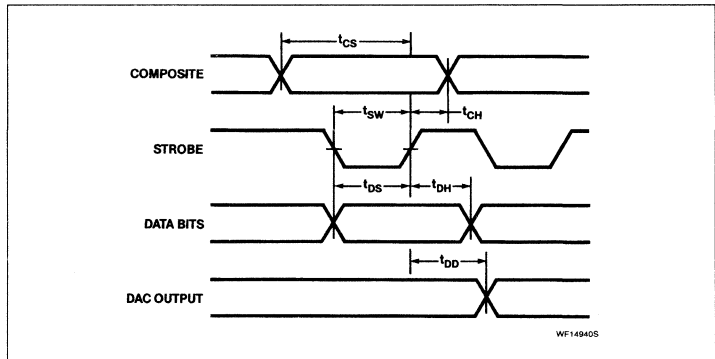 tCS
COMPOSITE
tSW
tCH
STROBE
tDS
tDH
DATA BITS
tDD
DAC OUTPUT
WF14940S